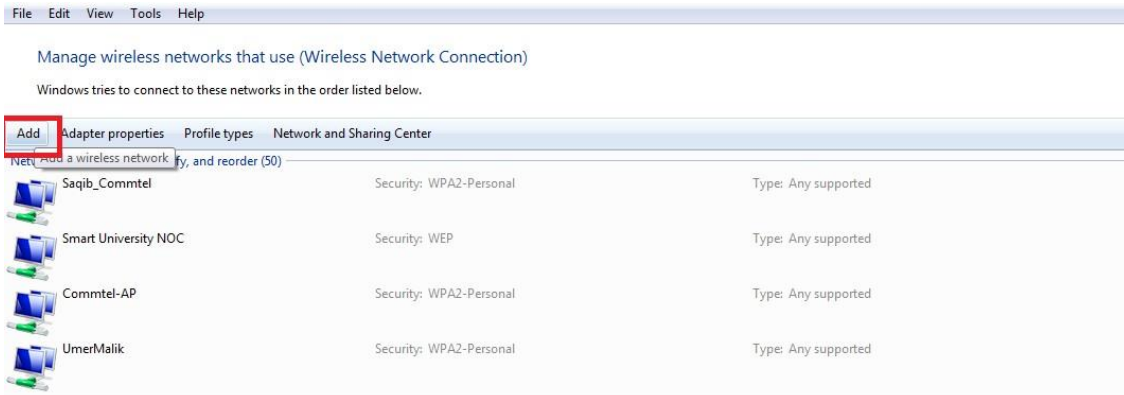 File Edit View Tools Help
Manage wireless networks that use (Wireless Network Connection)
Windows tries to connect to these networks in the order listed below.
Add Adapter properties Profile types Network and Sharing Center
Add a wireless network
fy, and reorder (50)
Saqib_Commtel Security: WPA2-Personal Type: Any supported
Smart University NOC Security: WEP Type: Any supported
Commtel-AP Security: WPA2-Personal Type: Any supported
UmerMalik Security: WPA2-Personal Type: Any supported